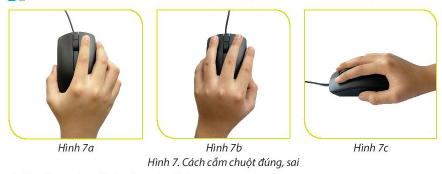 Hình 7a
Hình 7b
Hình 7c
Hình 7. Cách cầm chuột đúng, sai